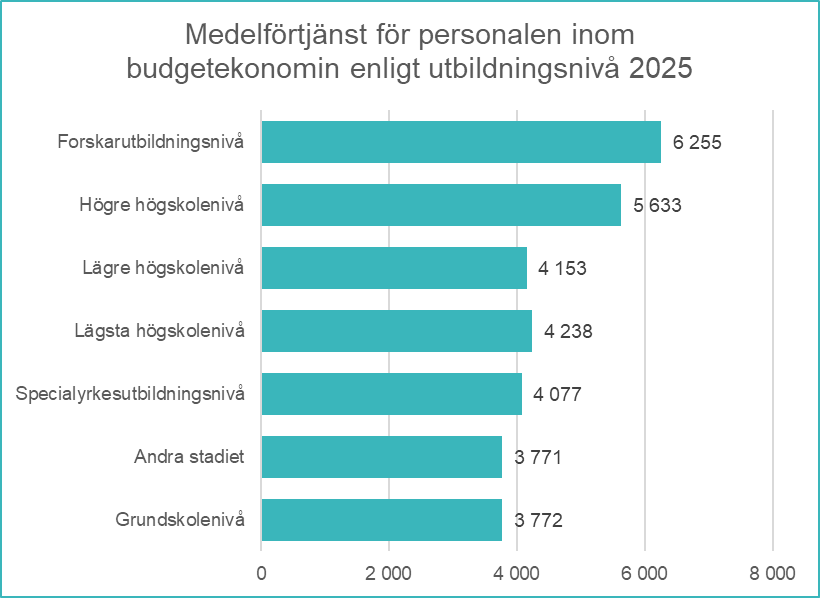 Medelförtjänst för personalen inom
budgetekonomin enligt utbildningsnivå 2025
Forskarutbildningsnivå 6 255
Högre högskolenivå 5 633
Lägre högskolenivå 4 153
Lägsta högskolenivå 4 238
Specialyrkesutbildningsnivå 4 077
Andra stadiet 3 771
Grundskolenivå 3 772
0 2 000 4 000 6 000 8 000